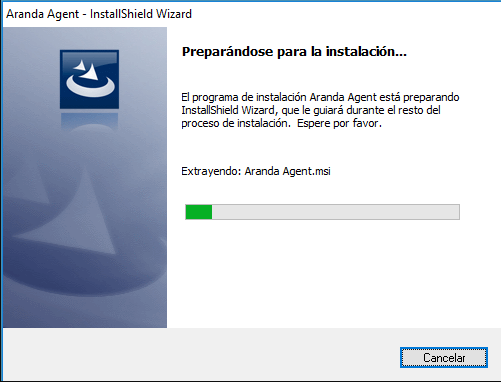 Aranda Agent - InstallShield Wizard
Preparándose para la instalación...
El programa de instalación Aranda Agent está preparando
InstallShield Wizard, que le guiará durante el resto del
proceso de instalación. Espere por favor.
Extrayendo: Aranda Agent.msi
Cancelar